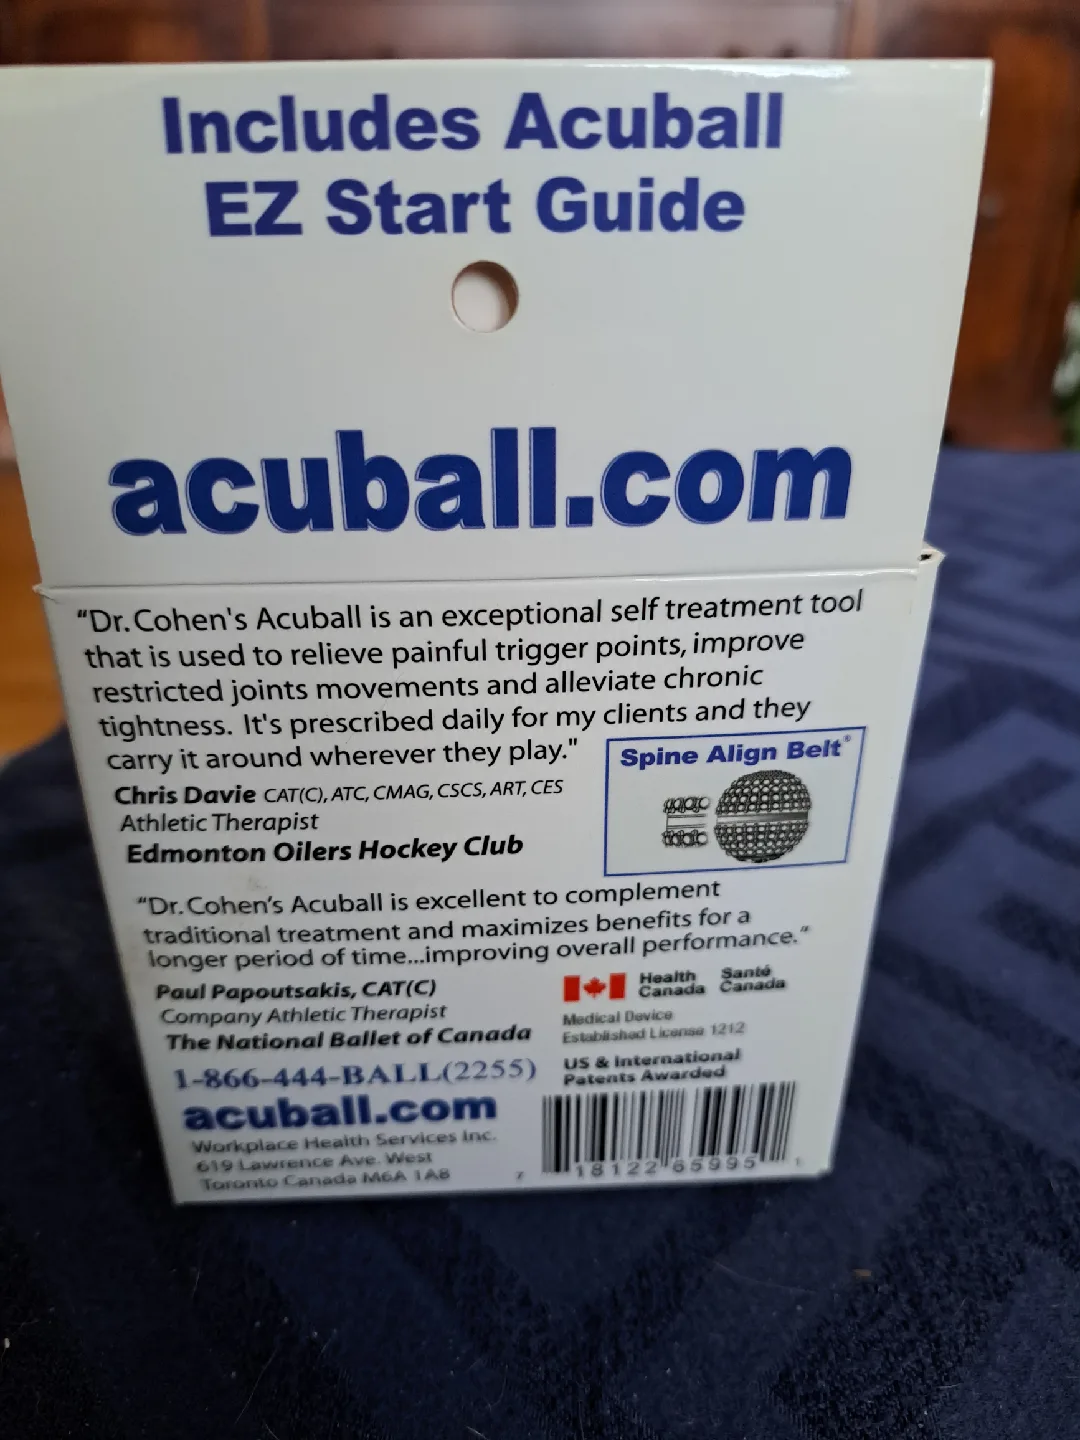 Includes Acuball
EZ Start Guide
acuball.com
“Dr. Cohen's Acuball is an exceptional self treatment tool
that is used to relieve painful trigger points, improve
restricted joints movements and alleviate chronic
tightness. It's prescribed daily for my clients and they
carry it around wherever they play."
Chris Davie CAT(C), ATC, CMAG, CSCS, ART, CES
Athletic Therapist
Edmonton Oilers Hockey Club
Spine Align Belt®
“Dr. Cohen’s Acuball is excellent to complement
traditional treatment and maximizes benefits for a
longer period of time...improving overall performance.“
Paul Papoutsakis, CAT(C)
Company Athletic Therapist
The National Ballet of Canada
1-866-444-BALL(2255)
acuball.com
Workplace Health Services Inc.
619 Lawrence Ave. West
Toronto Canada M6A 1A8
Health Santé
Canada Canada
Medical Device
Established License 1212
US & International
Patents Awarded
7 18122 65995 1